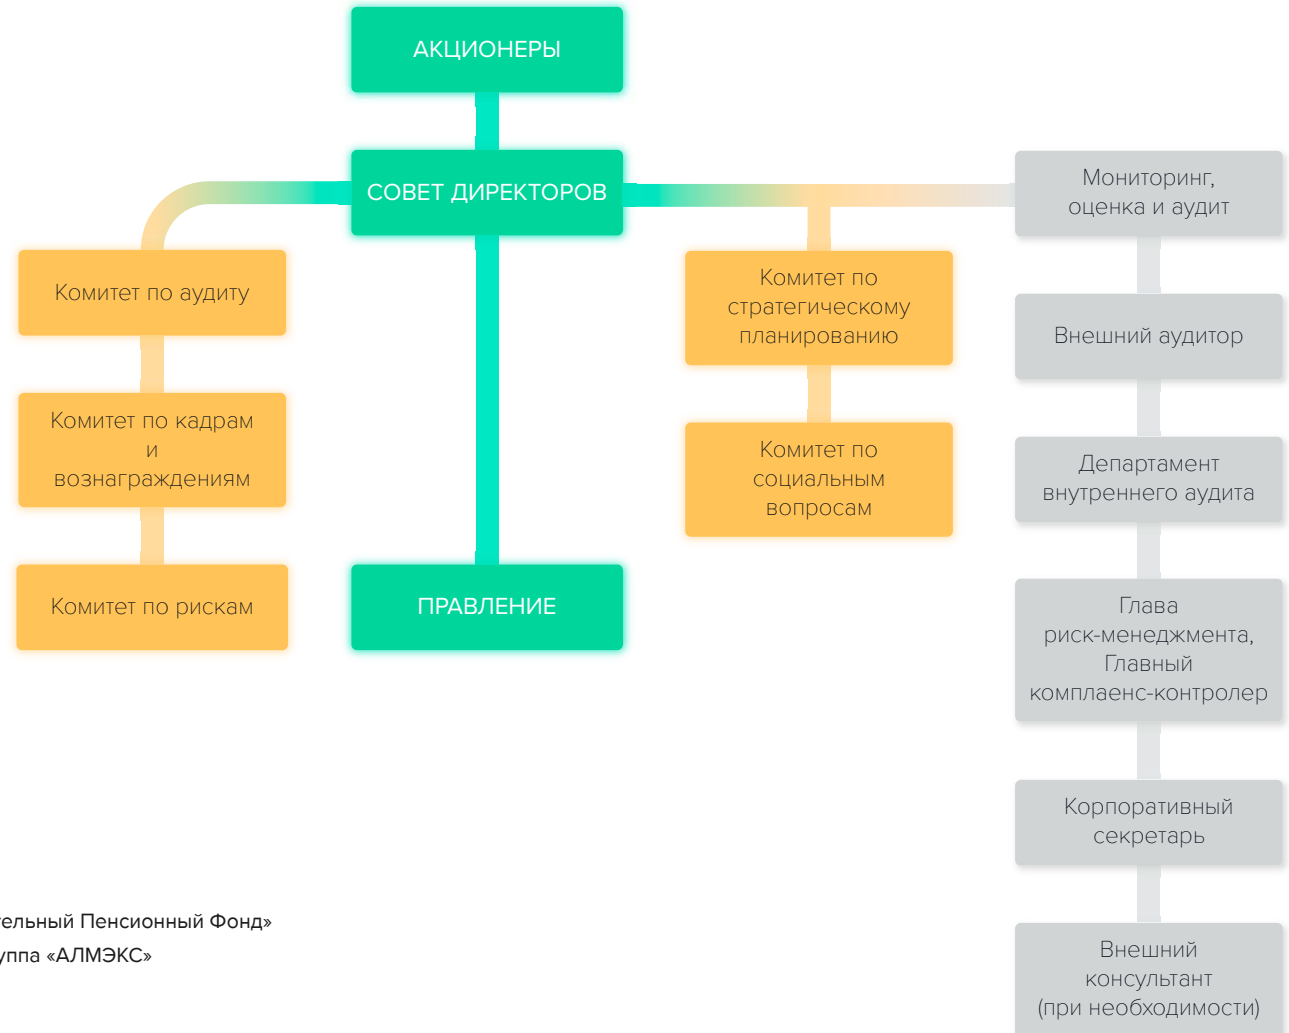 АКЦИОНЕРЫ
СОВЕТ ДИРЕКТОРОВ
Комитет по аудиту
Комитет по кадрам
и
вознаграждениям
Комитет по рискам
ПРАВЛЕНИЕ
Комитет по
стратегическому
планированию
Комитет по
социальным
вопросам
Мониторинг,
оценка и аудит
Внешний аудитор
Департамент
внутреннего аудита
Глава
риск-менеджмента,
Главный
комплаенс-контролер
Корпоративный
секретарь
Внешний
консультант
(при необходимости)
Пенсионный Фонд»
«АЛМЭКС»